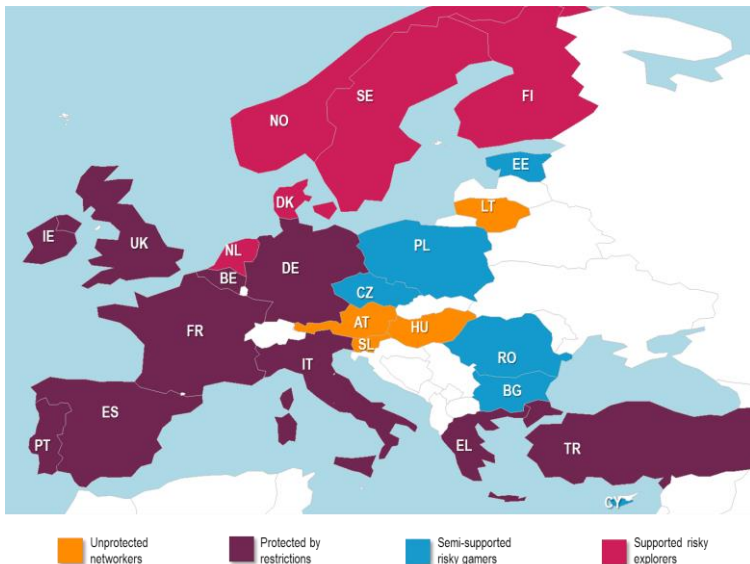 NO
SE
FI
EE
LT
DK
IE
UK
NL
BE
DE
PL
CZ
AT
HU
SL
FR
IT
RO
BG
ES
PT
EL
TR
CY
Unprotected
networkers
Protected by
restrictions
Semi-supported
risky gamers
Supported risky
explorers